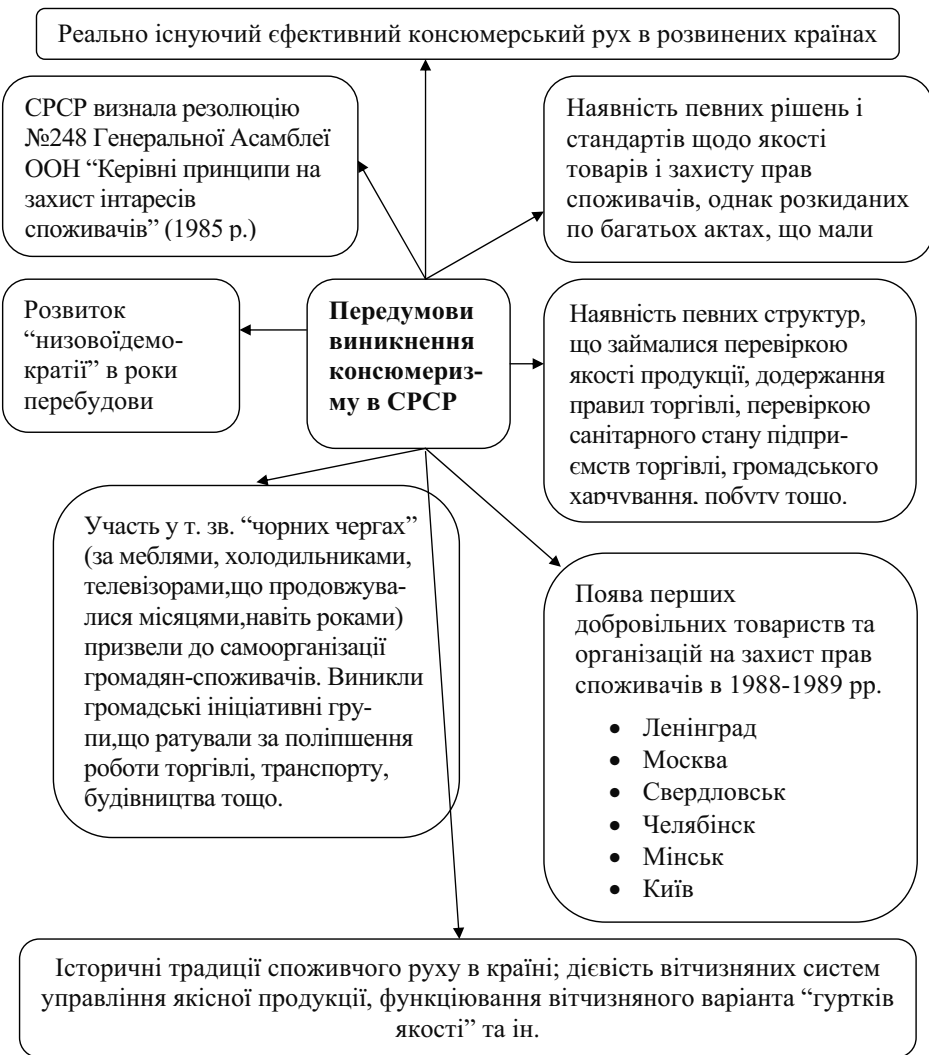 Реально існуючий єфективний консюмерський рух в розвинених країнах
СРСР визнала резолюцію
№248 Генеральної Асамблеї
ООН “Керівні принципи на
захист інтаресів
споживачів” (1985 р.)
Наявність певних рішень і
стандартів щодо якості
товарів і захисту прав
споживачів, однак розкиданих
по багатьох актах, що мали
Розвиток
“низовоїдемо-
кратії” в роки
перебудови
Передумови
виникнення
консюмериз-
му в СРСР
Наявність певних структур,
що займалися перевіркою
якості продукції, додержання
правил торгівлі, перевіркою
санітарного стану підпри-
ємств торгівлі, громадського
харчування, побуту тощо.
Участь у т. зв. “чорних чергах”
(за меблями, холодильниками,
телевізорами,що продовжува-
лися місяцями,навіть роками)
призвели до самоорганізації
громадян-споживачів. Виникли
громадські ініціативні гру-
пи,що ратували за поліпшення
роботи торгівлі, транспорту,
будівництва тощо.
Поява перших
добровільних товариств та
організацій на захист прав
споживачів в 1988-1989 рр.
• Ленінград
• Москва
• Свердловськ
• Челябінск
• Мінськ
• Київ
Історичні традиції споживчого руху в країні; дієвість вітчизняних систем
управління якісної продукції, функціювання вітчизняного варіанта “гуртків
якості” та ін.